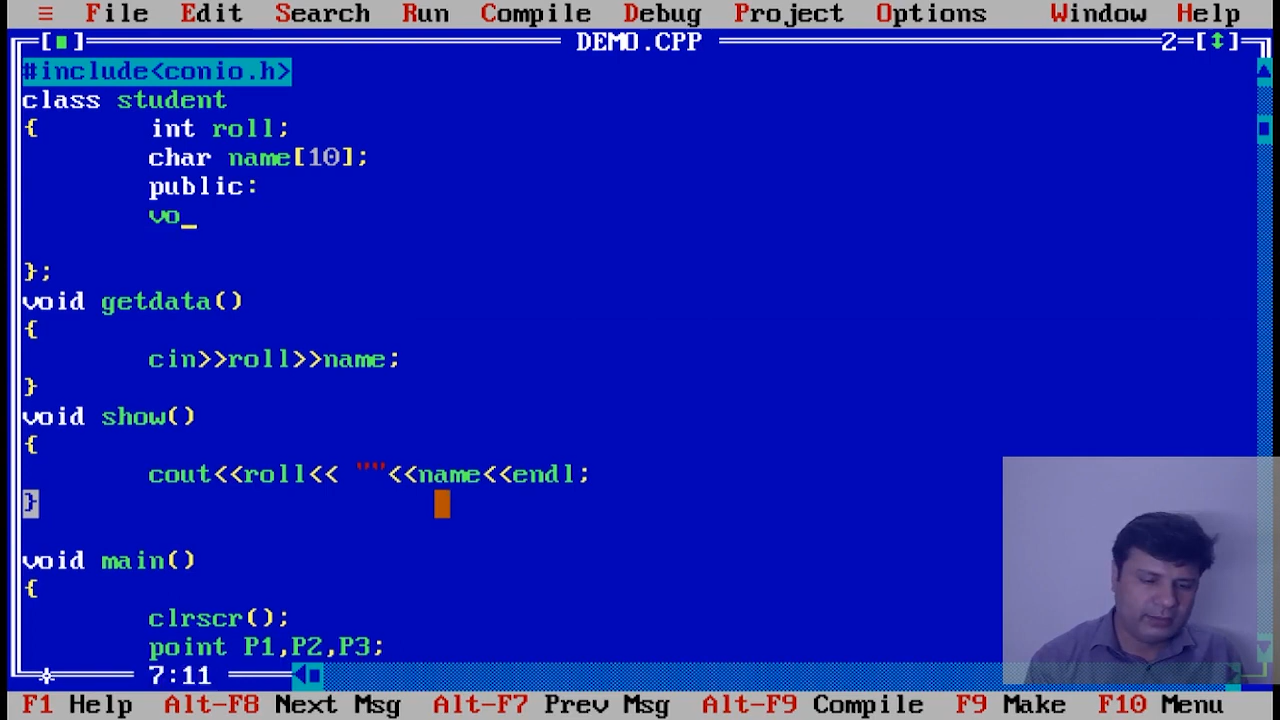 ≡ File Edit Search Run Compile Debug Project Options Window Help
[■] DEMO.CPP 2=[↕]
#include<conio.h>
class student
{ int roll;
char name[10];
public:
vo_
};
void getdata()
{
cin>>roll>>name;
}
void show()
{
cout<<roll<< ""<<name<<endl;
}
void main()
{
clrscr();
point P1,P2,P3;
7:11
F1 Help Alt-F8 Next Msg Alt-F7 Prev Msg Alt-F9 Compile F9 Make F10 Menu